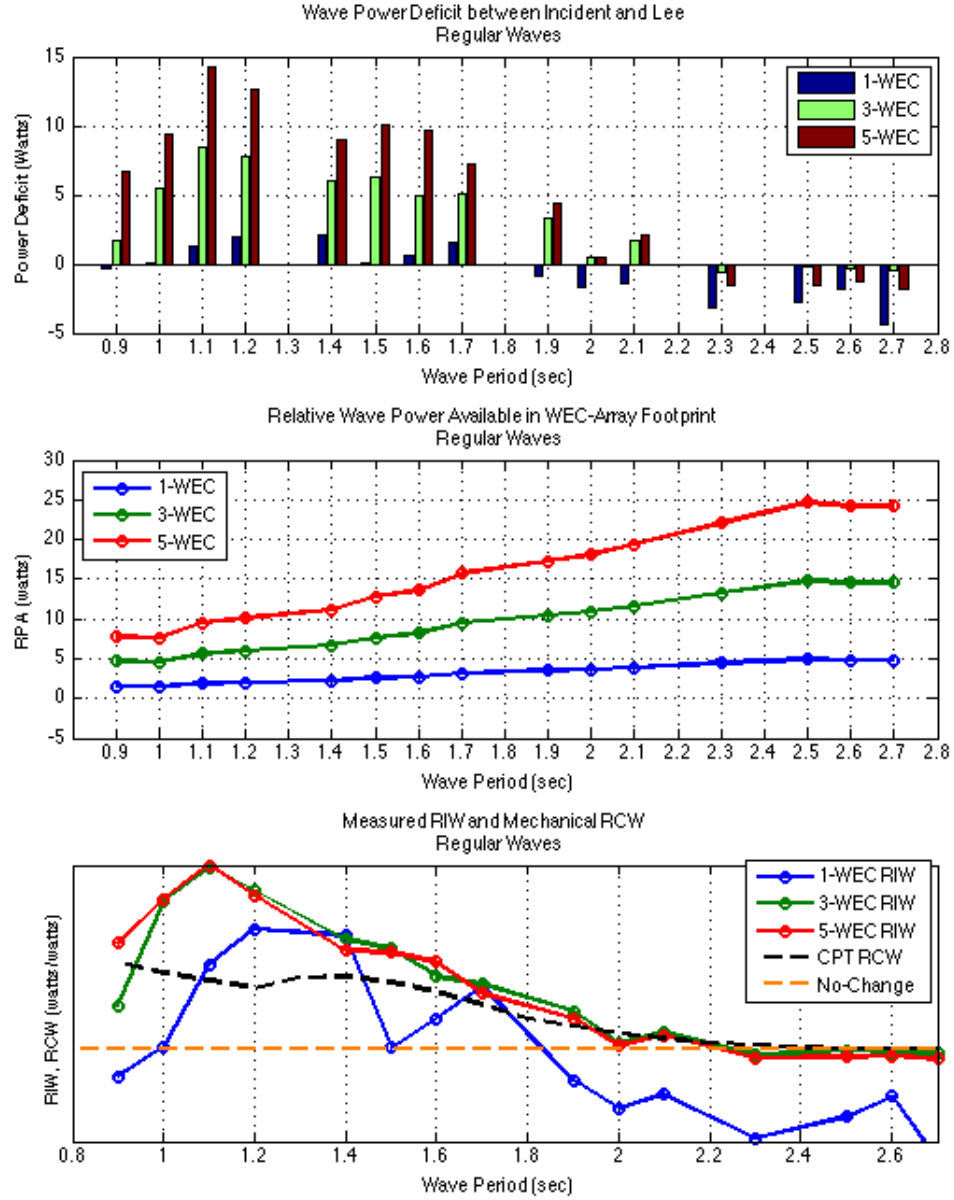 Wave Power Deficit between Incident and Lee
Regular Waves
15
10
5
0
-5
Power Deficit (Watts)
1-WEC
3-WEC
5-WEC
0.9 1 1.1 1.2 1.3 1.4 1.5 1.6 1.7 1.8 1.9 2 2.1 2.2 2.3 2.4 2.5 2.6 2.7 2.8
Wave Period (sec)
Relative Wave Power Available in WEC-Array Footprint
Regular Waves
30
25
20
15
10
5
0
-5
RPA (watts)
1-WEC
3-WEC
5-WEC
0.9 1 1.1 1.2 1.3 1.4 1.5 1.6 1.7 1.8 1.9 2 2.1 2.2 2.3 2.4 2.5 2.6 2.7 2.8
Wave Period (sec)
Measured RIW and Mechanical RCW
Regular Waves
RIW, RCW (watts/watts)
1-WEC RIW
3-WEC RIW
5-WEC RIW
CPT RCW
No-Change
0.8 1 1.2 1.4 1.6 1.8 2 2.2 2.4 2.6
Wave Period (sec)